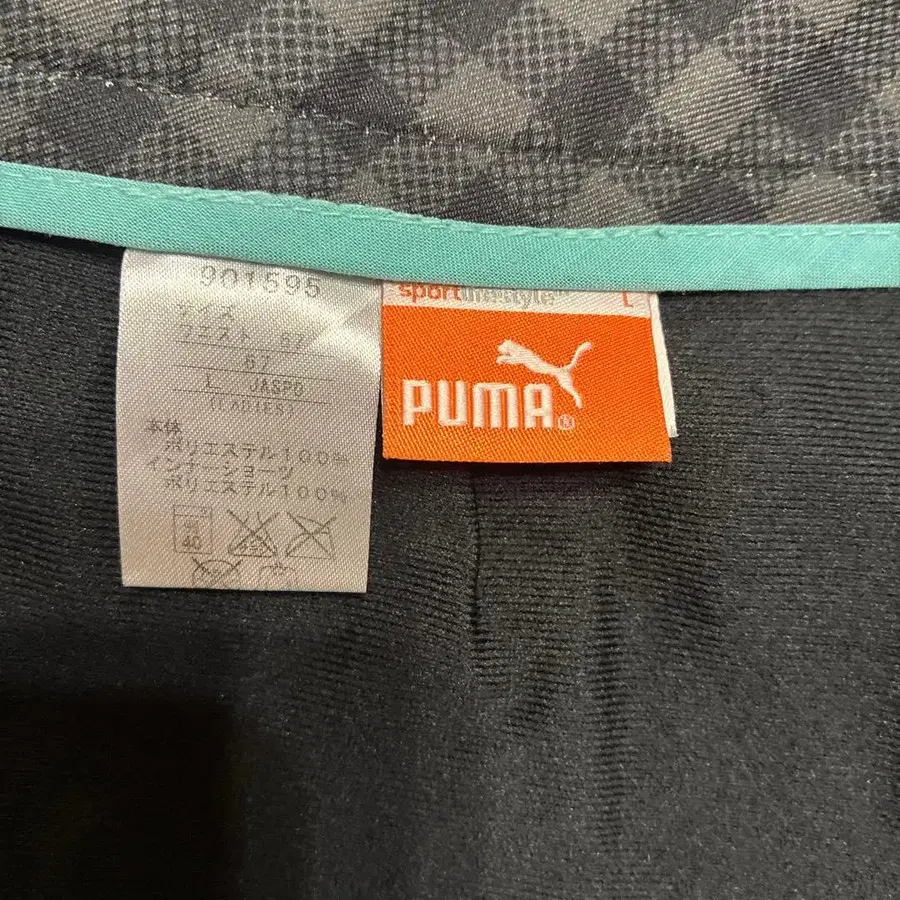 901595
サイズ
ウエスト 67
67
L JASPO
(LADIES)
本体
ポリエステル100%
インナーショーツ
ポリエステル100%
40
sportlifestyle
L
PUMA®